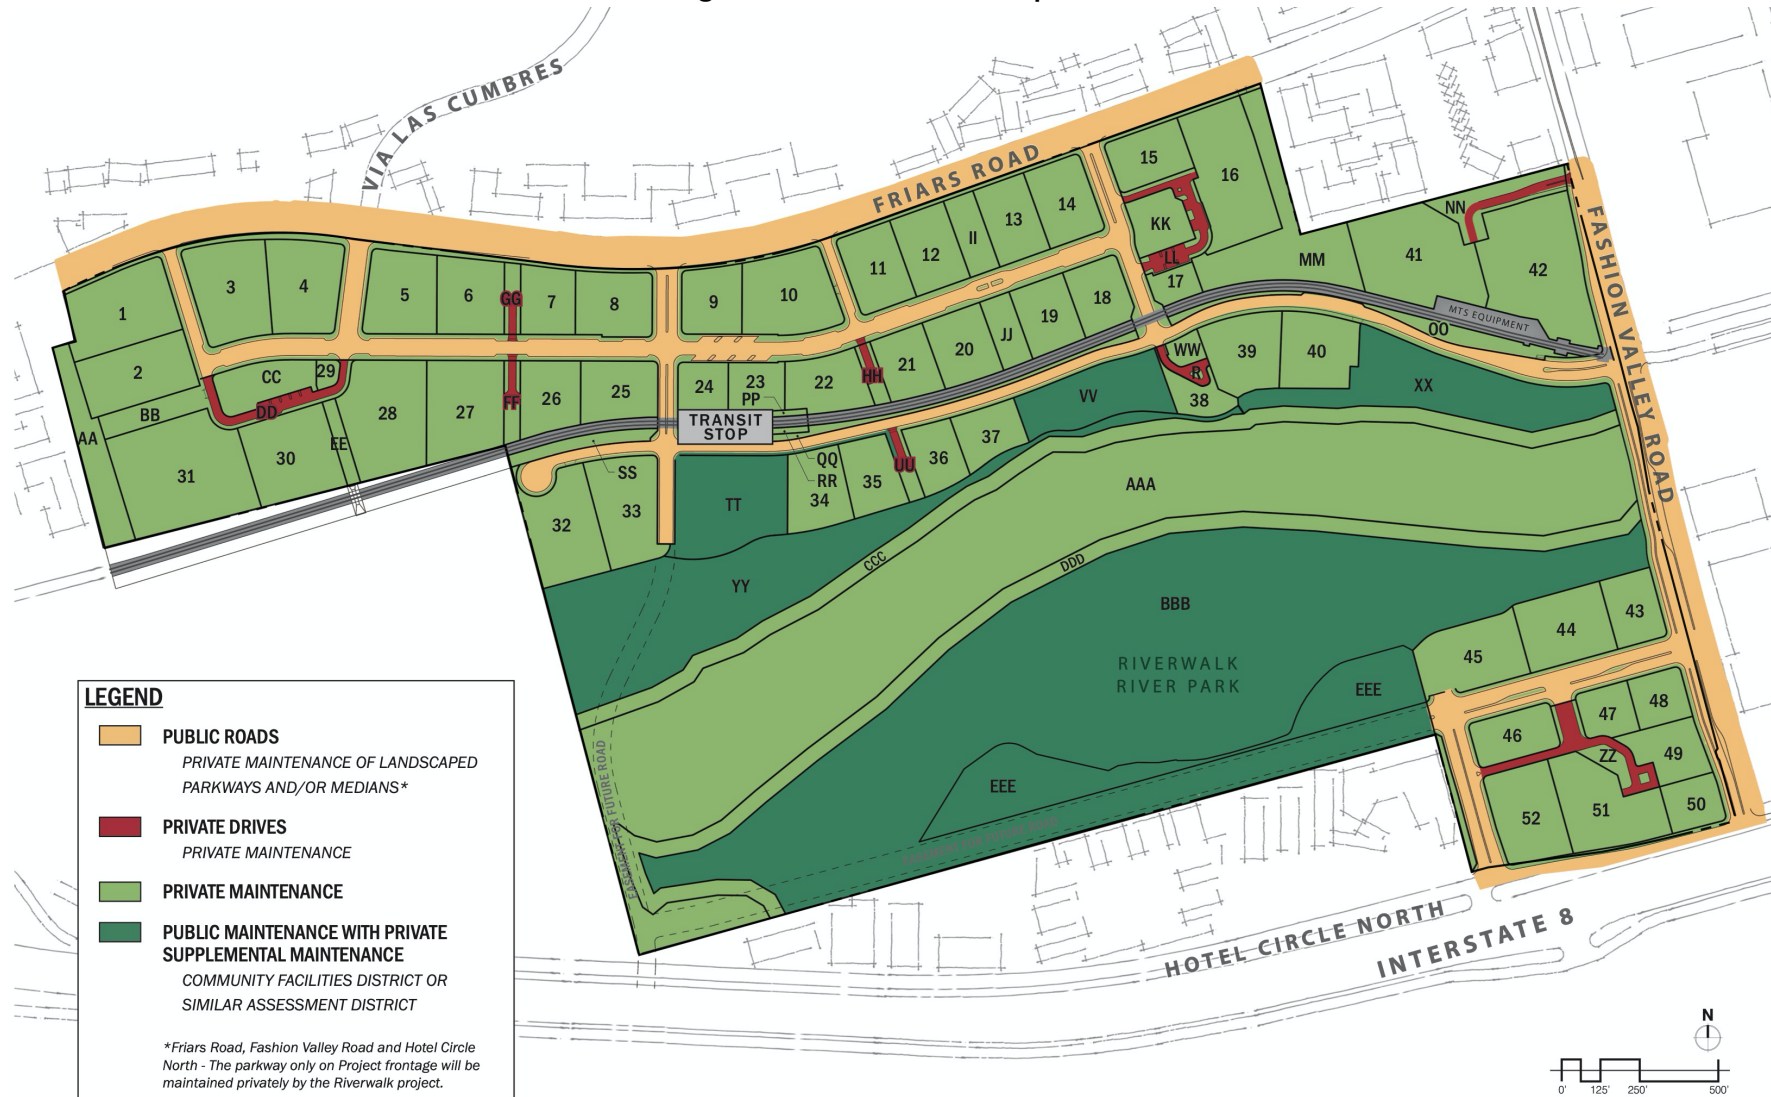 VIA LAS CUMBRES
FRIARS ROAD
FASHION VALLEY ROAD
1
2
3
4
5
6
GG
7
8
9
10
11
12
II
13
14
15
16
KK
LL
17
MM
NN
41
42
MTS EQUIPMENT
OO
AA
BB
CC
29
DD
EE
31
30
28
27
FF
26
25
24
23
PP
22
HH
21
20
JJ
19
18
TRANSIT
STOP
SS
QQ
RR
32
33
TT
34
35
UU
36
37
VV
WW
R
38
39
40
XX
YY
AAA
CCC
DDD
BBB
RIVERWALK
RIVER PARK
EEE
EEE
43
44
45
46
47
48
ZZ
49
50
51
52
EASEMENT FOR FUTURE ROAD
HOTEL CIRCLE NORTH
INTERSTATE 8
LEGEND
PUBLIC ROADS
PRIVATE MAINTENANCE OF LANDSCAPED
PARKWAYS AND/OR MEDIANS*
PRIVATE DRIVES
PRIVATE MAINTENANCE
PRIVATE MAINTENANCE
PUBLIC MAINTENANCE WITH PRIVATE
SUPPLEMENTAL MAINTENANCE
COMMUNITY FACILITIES DISTRICT OR
SIMILAR ASSESSMENT DISTRICT
*Friars Road, Fashion Valley Road and Hotel Circle
North - The parkway only on Project frontage will be
maintained privately by the Riverwalk project.
N
0' 125' 250' 500'